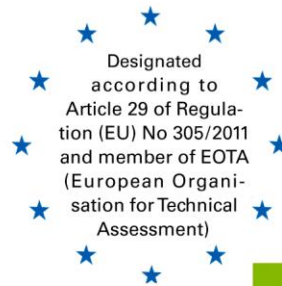 Designated
according to
Article 29 of Regula-
tion (EU) No 305/2011
and member of EOTA
(European Organi-
sation for Technical
Assessment)